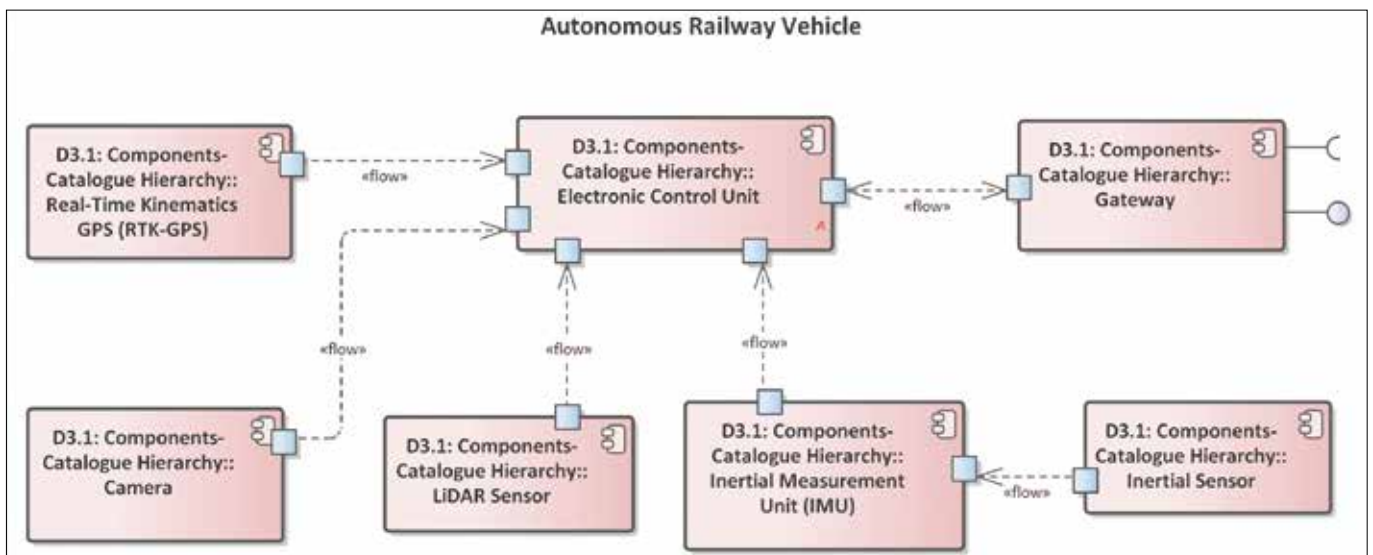 Autonomous Railway Vehicle
D3.1: Components-
Catalogue Hierarchy::
Real-Time Kinematics
GPS (RTK-GPS)
«flow»
D3.1: Components-
Catalogue Hierarchy::
Electronic Control Unit
A
«flow»
D3.1: Components-
Catalogue Hierarchy::
Gateway
«flow»
«flow»
«flow»
D3.1: Components-
Catalogue Hierarchy::
Camera
D3.1: Components-
Catalogue Hierarchy::
LiDAR Sensor
D3.1: Components-
Catalogue Hierarchy::
Inertial Measurement
Unit (IMU)
«flow»
D3.1: Components-
Catalogue Hierarchy::
Inertial Sensor